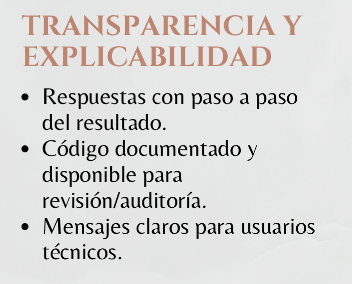 TRANSPARENCIA Y
EXPLICABILIDAD
• Respuestas con paso a paso
del resultado.
• Código documentado y
disponible para
revisión/auditoría.
• Mensajes claros para usuarios
técnicos.